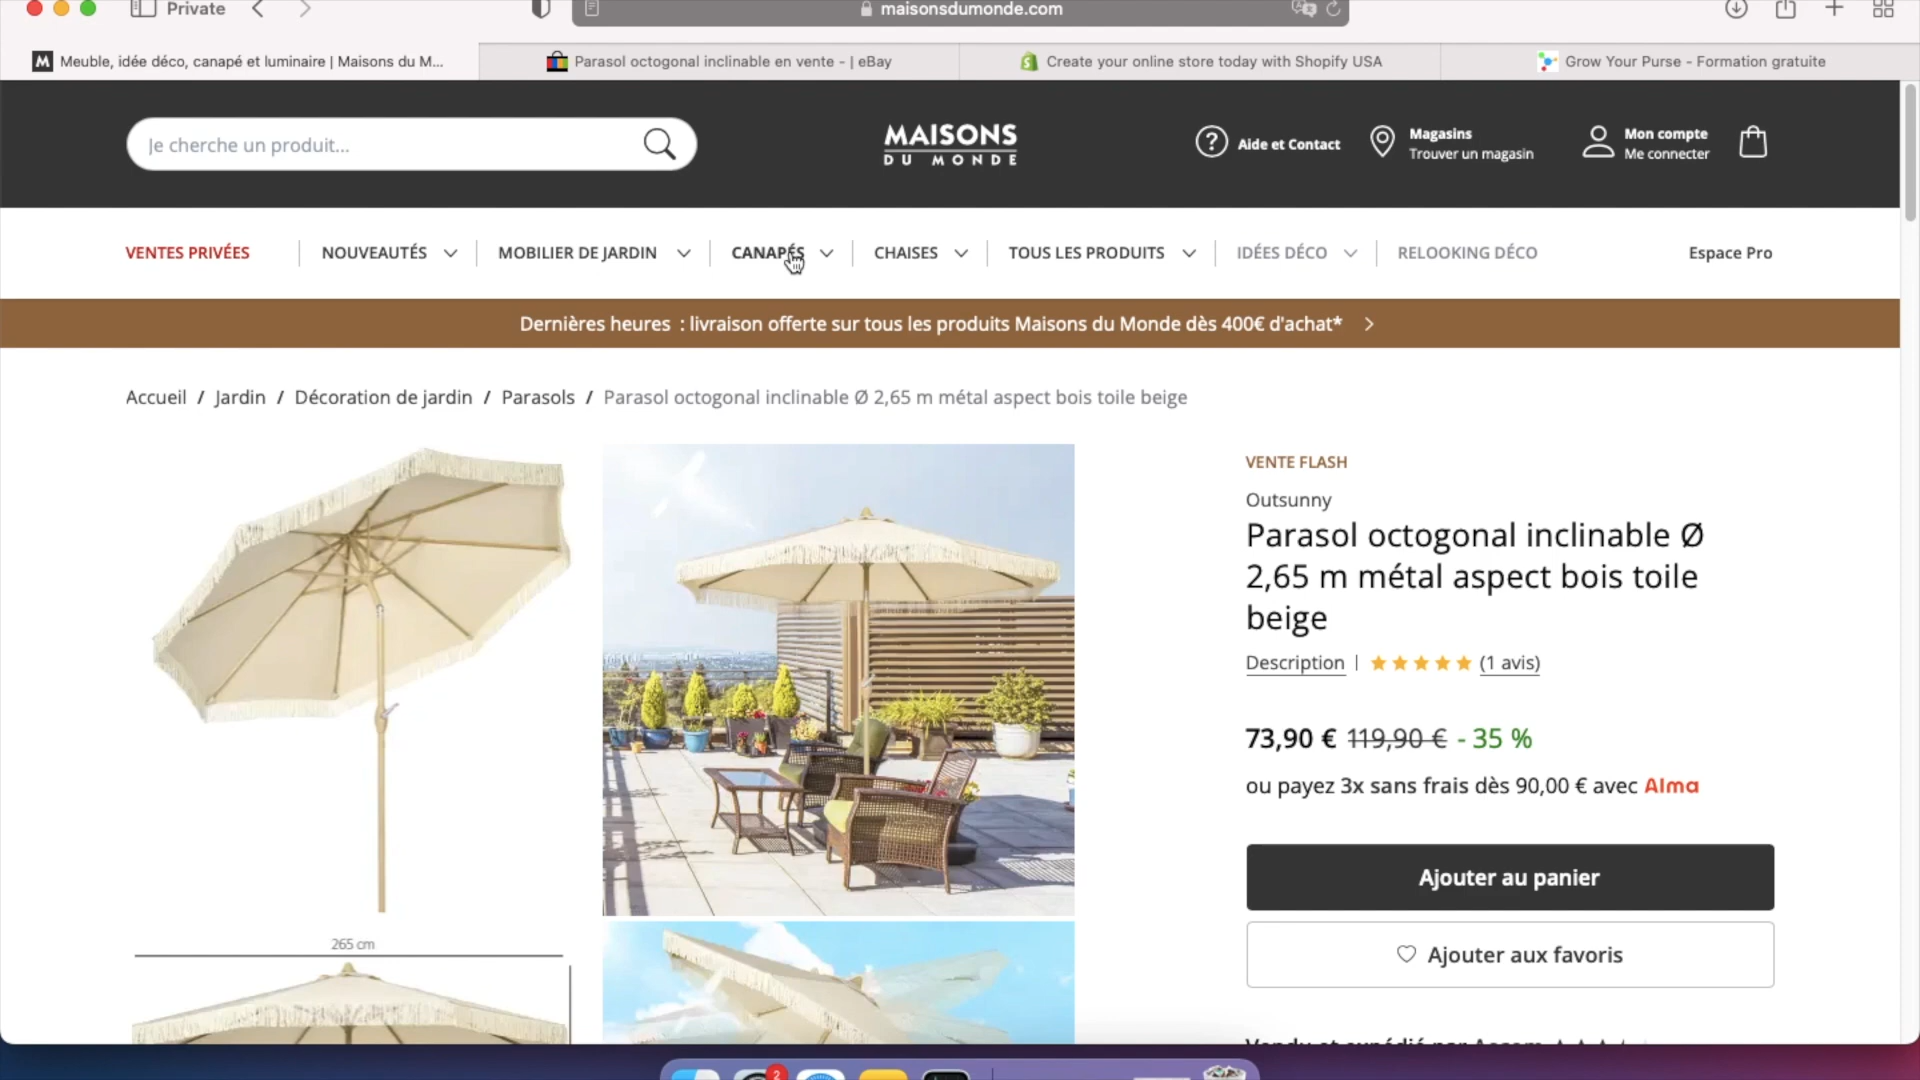 Private
maisonsdumonde.com
Meuble, idée déco, canapé et luminaire | Maisons du M...
Parasol octogonal inclinable en vente - | eBay
Create your online store today with Shopify USA
Grow Your Purse - Formation gratuite
Je cherche un produit...
MAISONS
DU MONDE
Aide et Contact
Magasins
Trouver un magasin
Mon compte
Me connecter
VENTES PRIVÉES
NOUVEAUTÉS
MOBILIER DE JARDIN
CANAPÉS
CHAISES
TOUS LES PRODUITS
IDÉES DÉCO
RELOOKING DÉCO
Espace Pro
Dernières heures : livraison offerte sur tous les produits Maisons du Monde dès 400€ d'achat*
Accueil / Jardin / Décoration de jardin / Parasols / Parasol octogonal inclinable Ø 2,65 m métal aspect bois toile beige
VENTE FLASH
Outsunny
Parasol octogonal inclinable Ø
2,65 m métal aspect bois toile
beige
Description | (1 avis)
73,90 € 119,90 € - 35 %
ou payez 3x sans frais dès 90,00 € avec Alma
Ajouter au panier
Ajouter aux favoris
265 cm
Vendu et expédié par Aosom
2